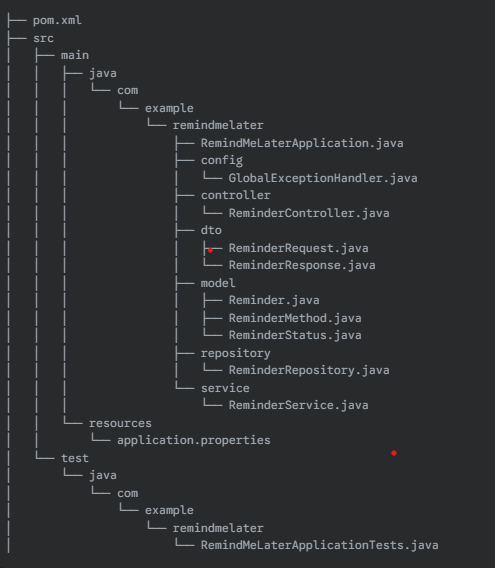 pom.xml
src
main
java
com
example
remindmelater
RemindMeLaterApplication.java
config
GlobalExceptionHandler.java
controller
ReminderController.java
dto
ReminderRequest.java
ReminderResponse.java
model
Reminder.java
ReminderMethod.java
ReminderStatus.java
repository
ReminderRepository.java
service
ReminderService.java
resources
application.properties
test
java
com
example
remindmelater
RemindMeLaterApplicationTests.java